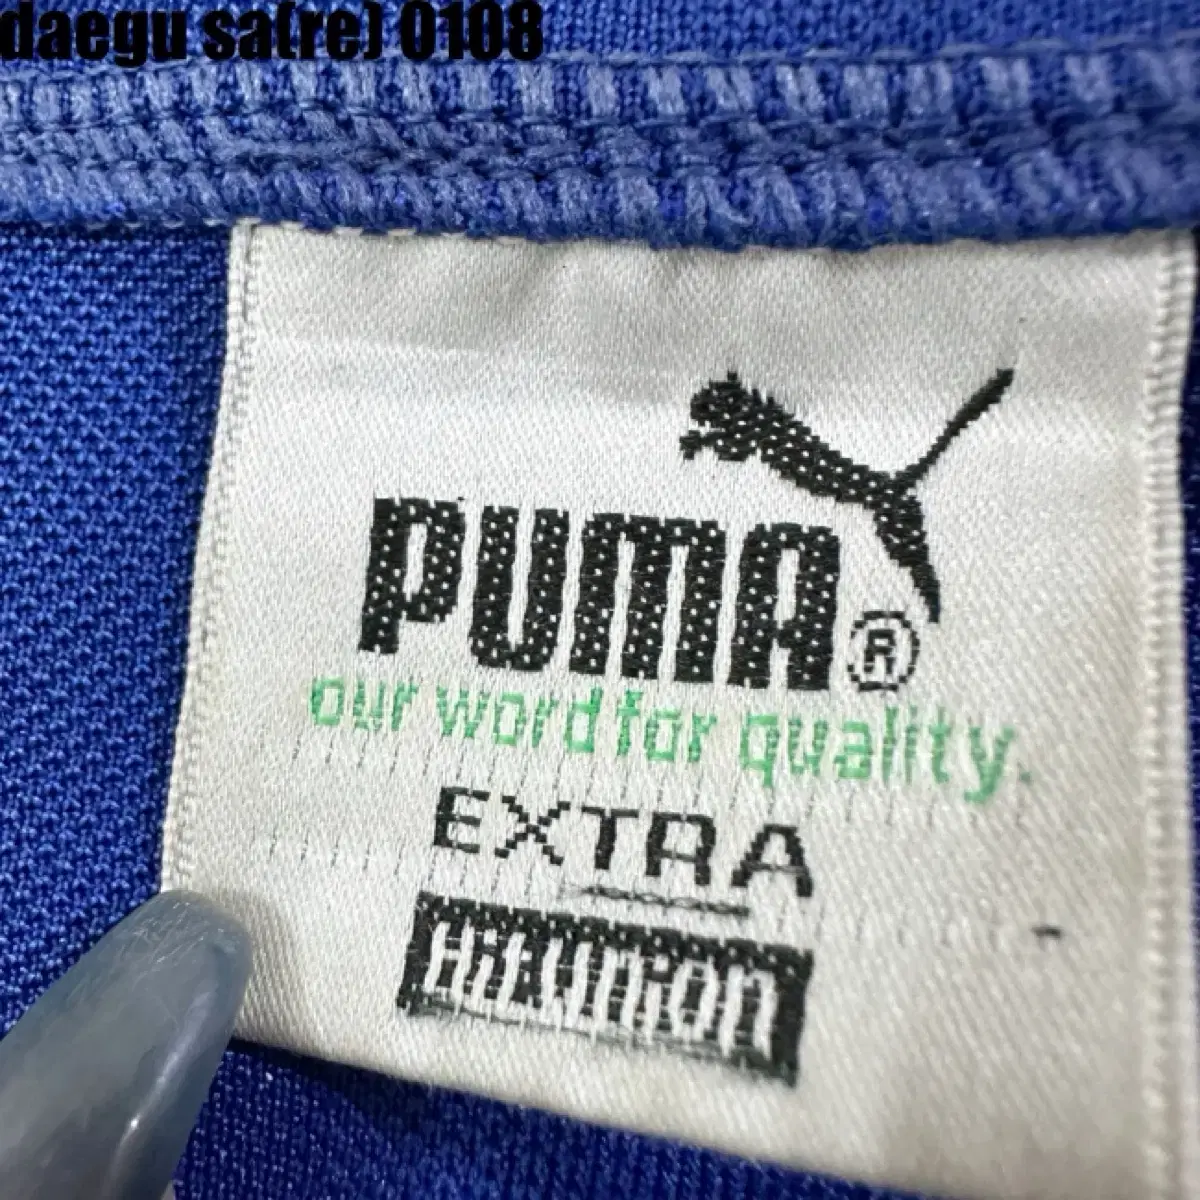 daegu sa(re) 0108
PUMA®
our word for quality.
EXTRA